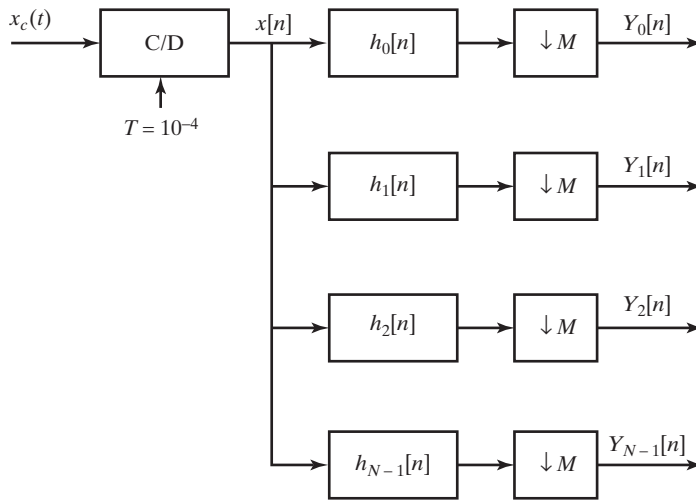 x_c(t)
C/D
x[n]
h_0[n]
↓ M
Y_0[n]
T = 10^{–4}
h_1[n]
↓ M
Y_1[n]
h_2[n]
↓ M
Y_2[n]
h_{N – 1}[n]
↓ M
Y_{N – 1}[n]